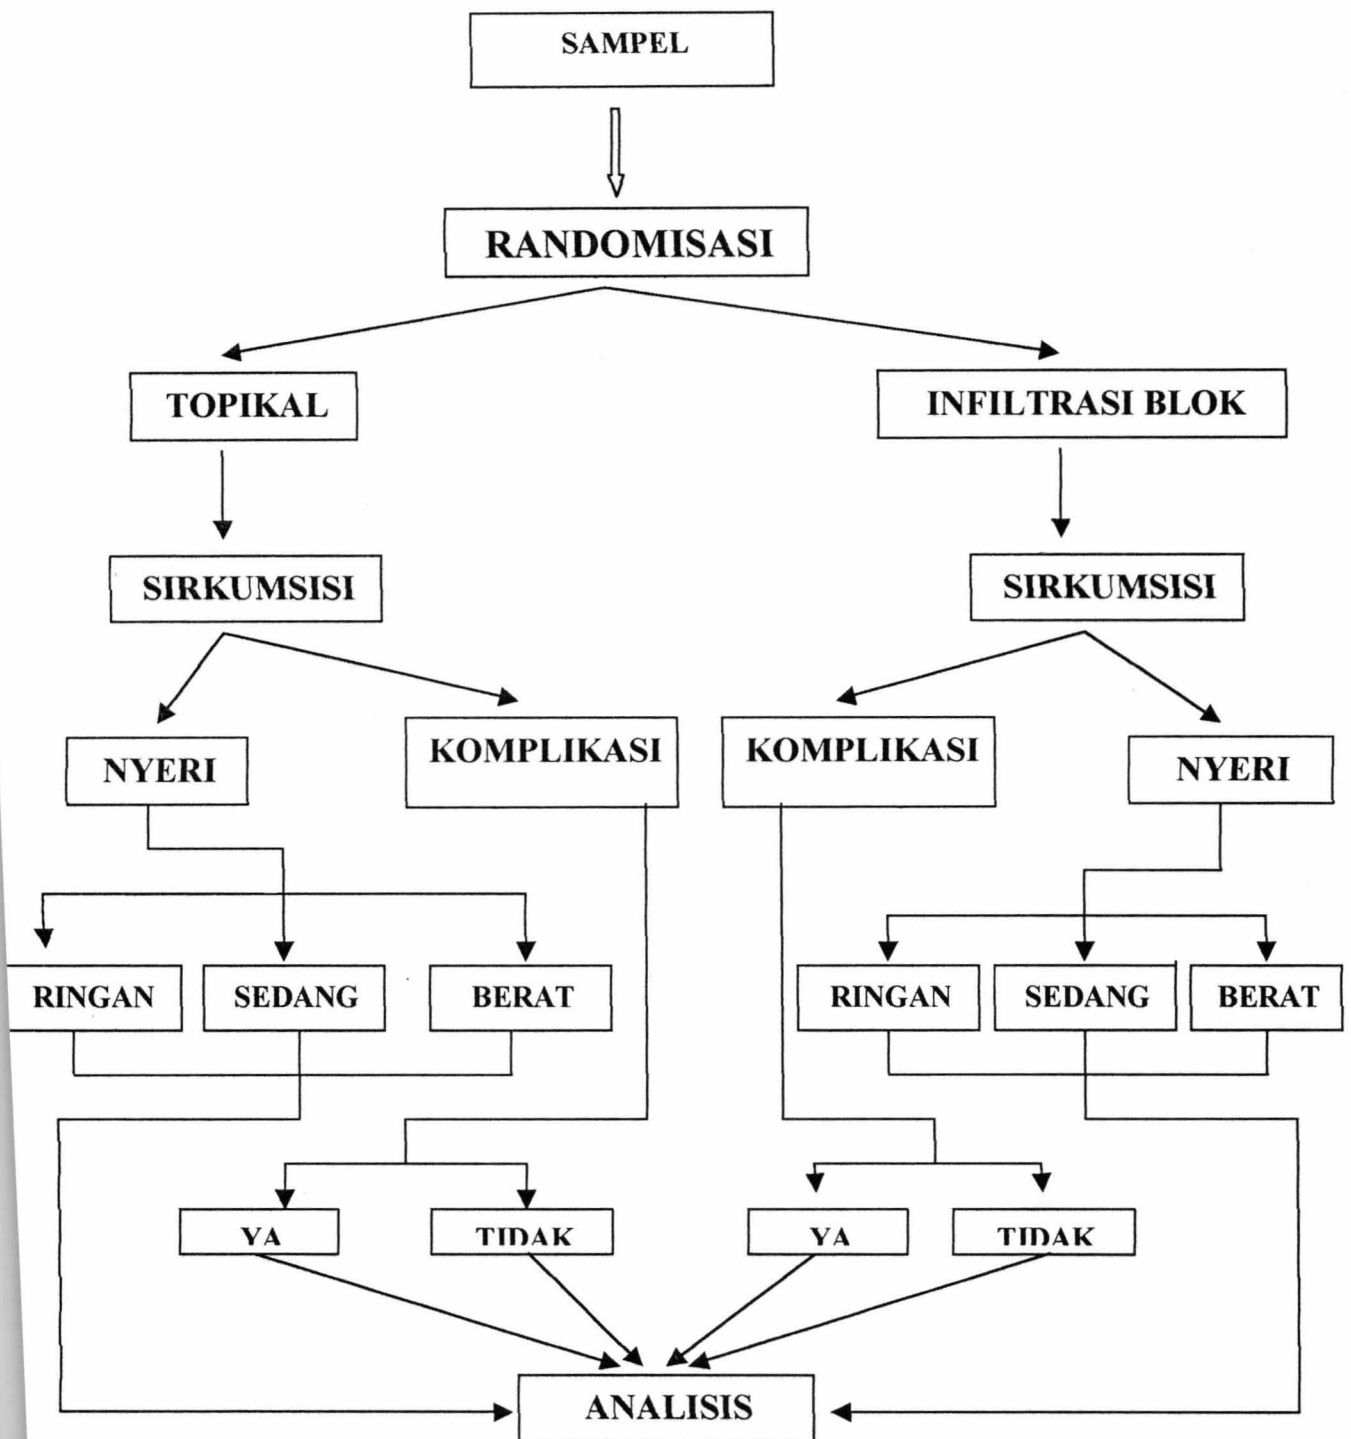 SAMPEL
RANDOMISASI
TOPIKAL
INFILTRASI BLOK
SIRKUMSISI
SIRKUMSISI
KOMPLIKASI
KOMPLIKASI
NYERI
NYERI
RINGAN
SEDANG
BERAT
RINGAN
SEDANG
BERAT
YA
TIDAK
YA
TIDAK
ANALISIS